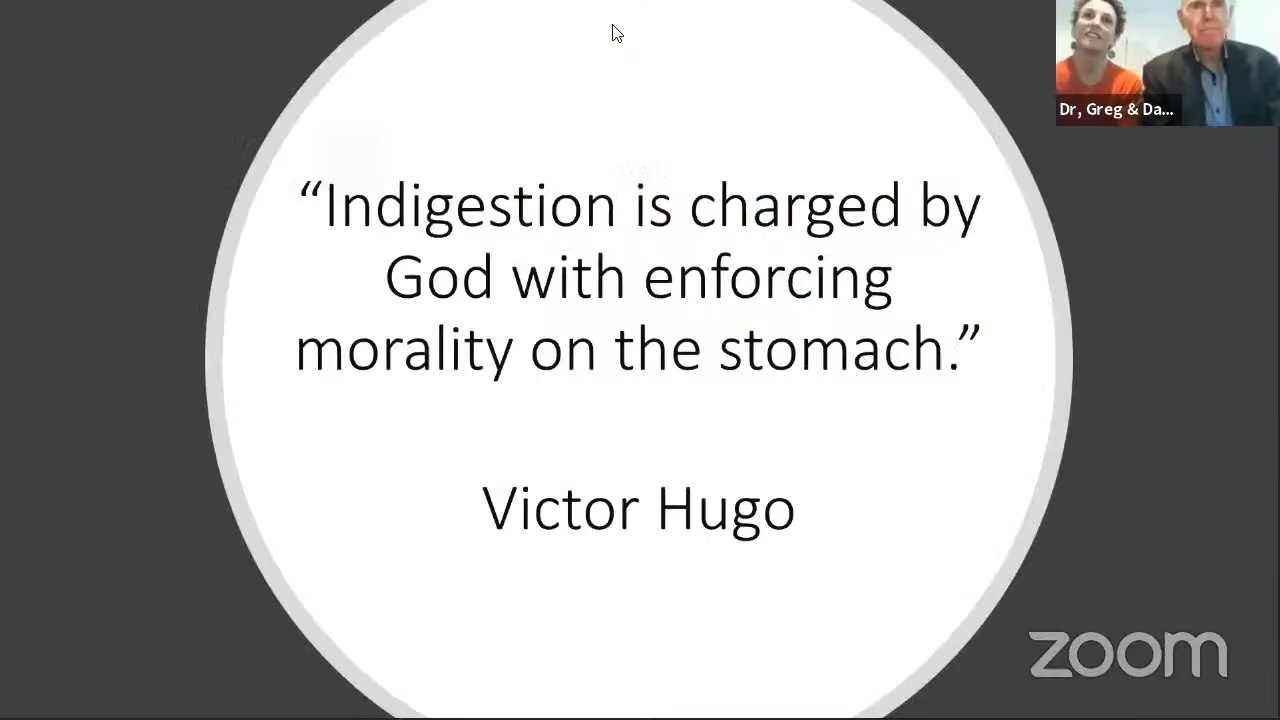 Dr, Greg & Da...
“Indigestion is charged by
God with enforcing
morality on the stomach.”
Victor Hugo
zoom